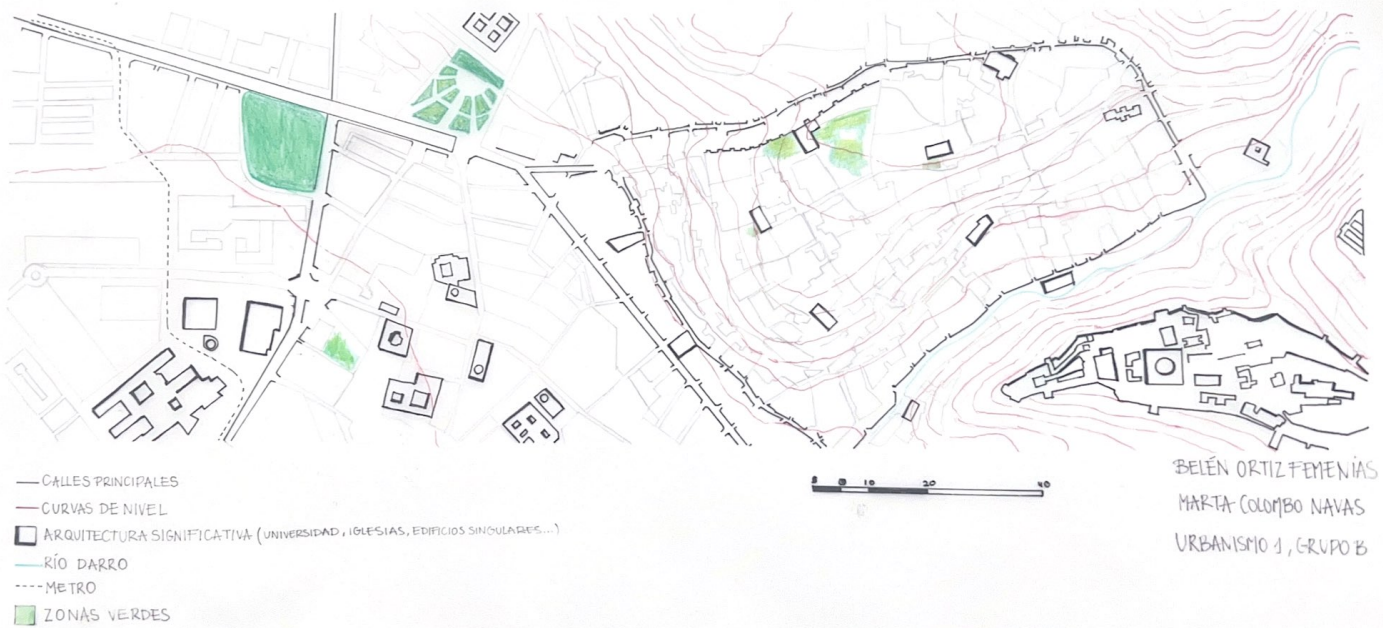 CALLES PRINCIPALES
CURVAS DE NIVEL
ARQUITECTURA SIGNIFICATIVA (UNIVERSIDAD, IGLESIAS, EDIFICIOS SINGULARES...)
RÍO DARRO
METRO
ZONAS VERDES
10 20 40
BELÉN ORTIZ FEMENÍAS
MARTA COLOMBO NAVAS
URBANISMO 1, GRUPO B